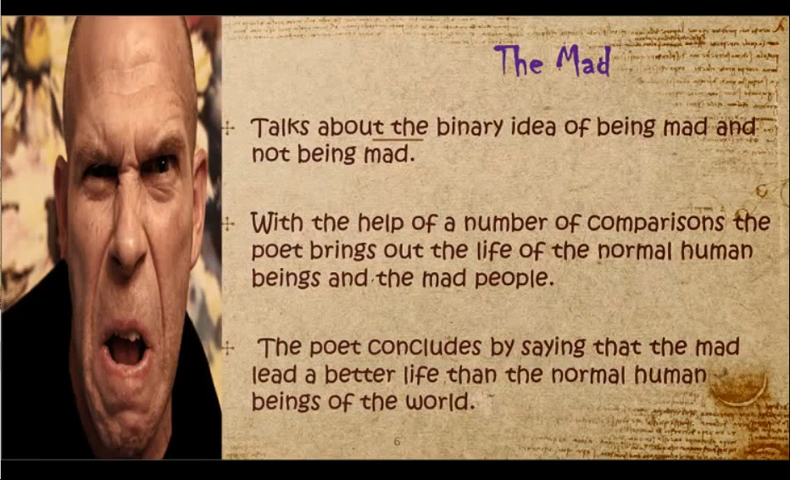 The Mad
Talks about the binary idea of being mad and
not being mad.
With the help of a number of comparisons the
poet brings out the life of the normal human
beings and the mad people.
The poet concludes by saying that the mad
lead a better life than the normal human
beings of the world.
6